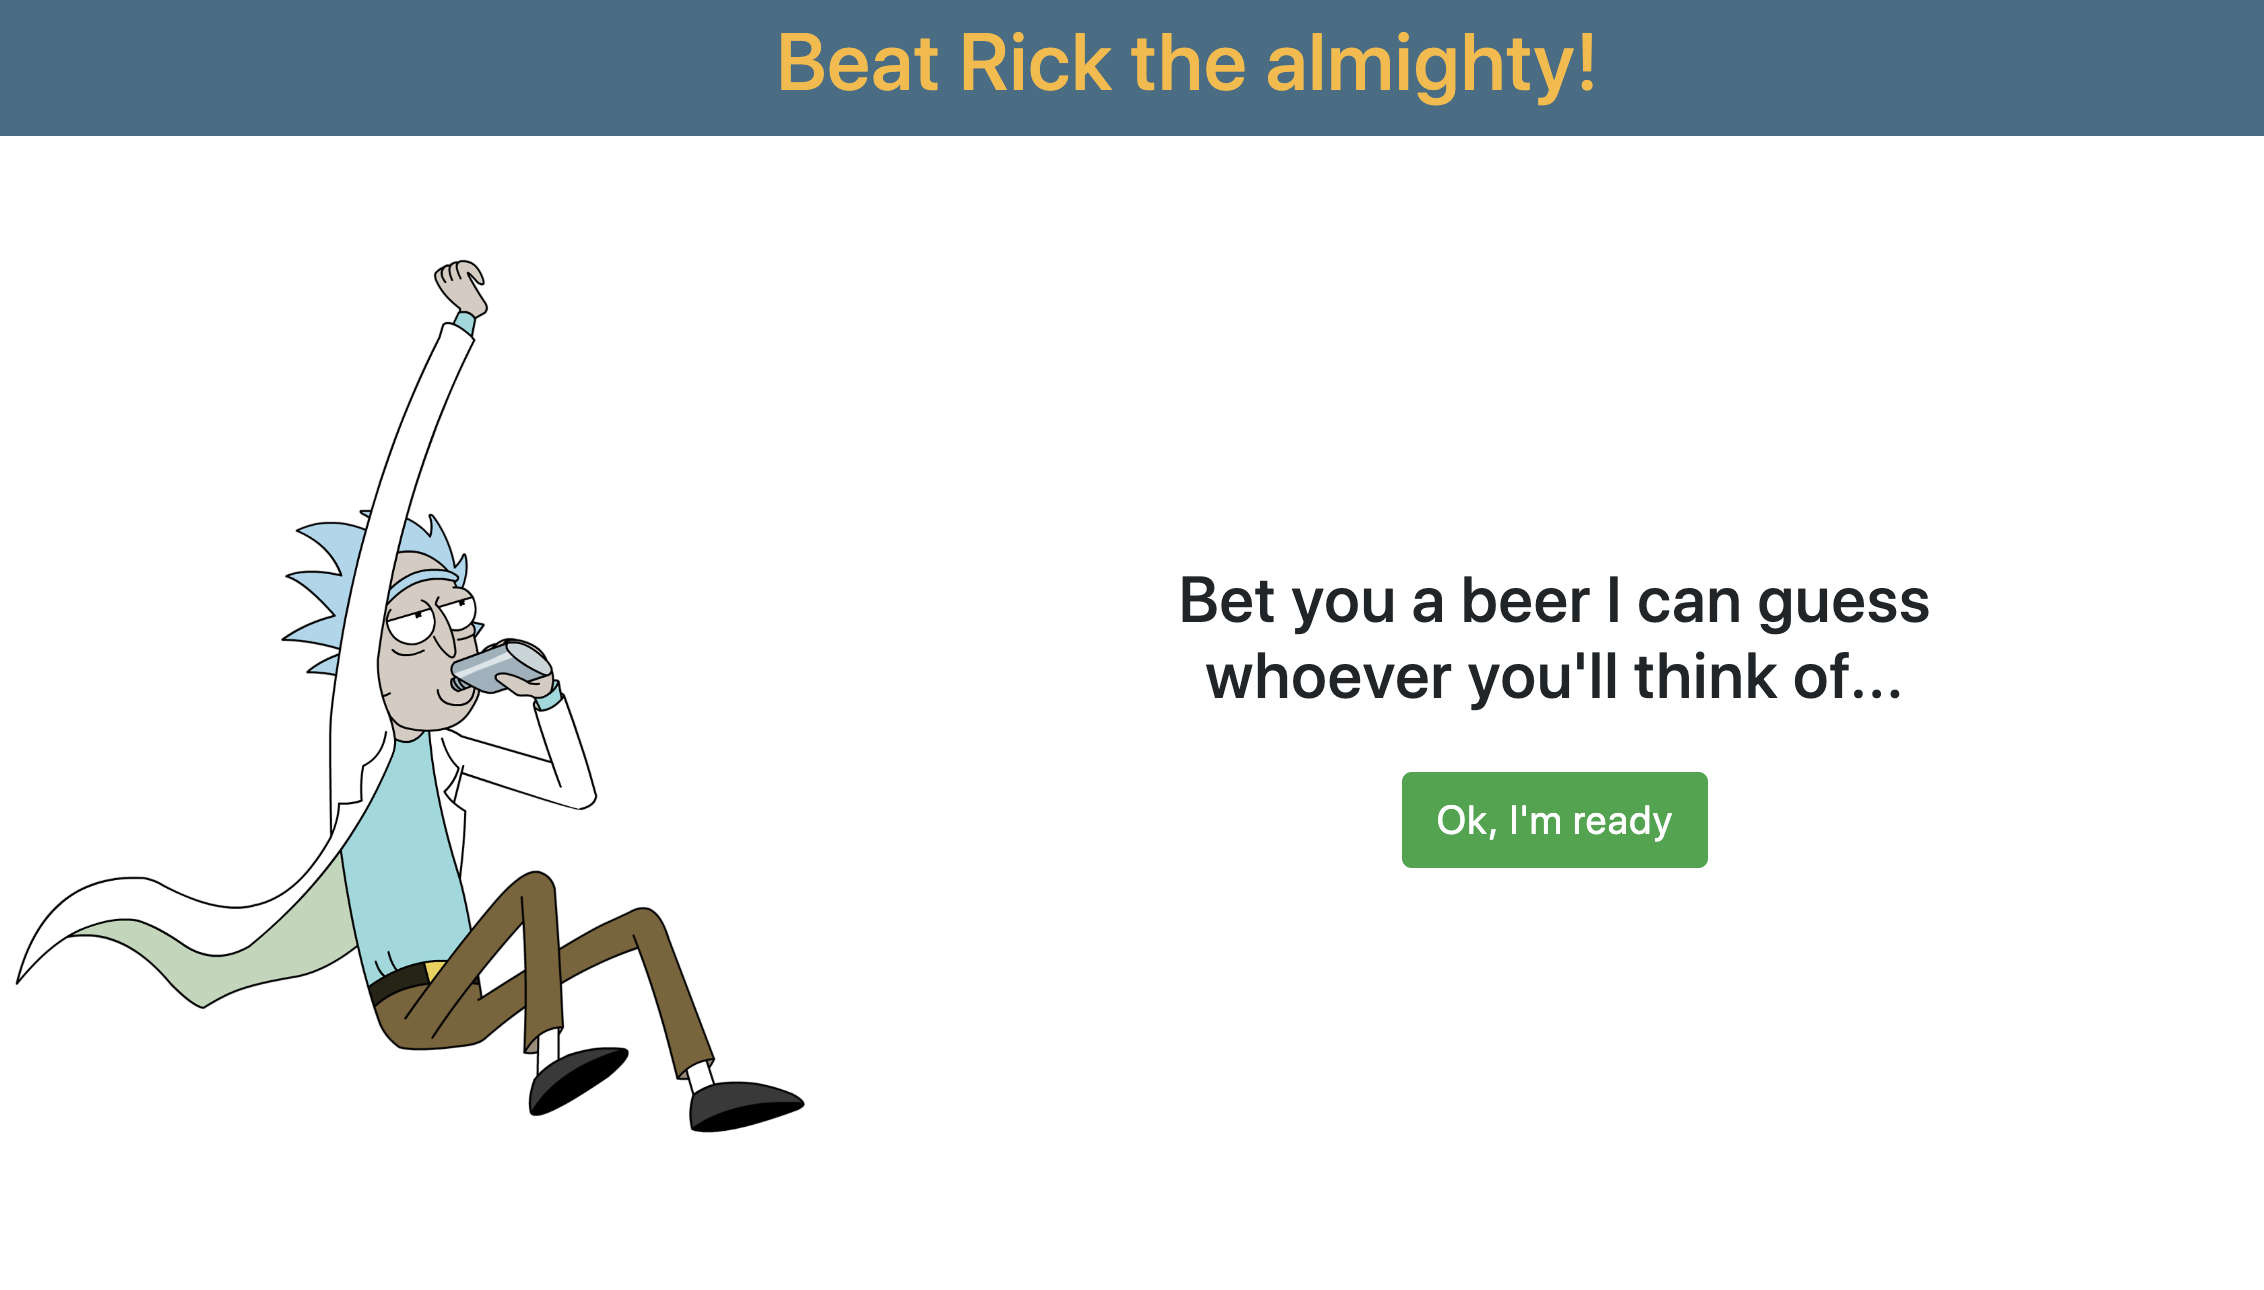 Beat Rick the almighty!
Bet you a beer I can guess
whoever you'll think of...
Ok, I'm ready